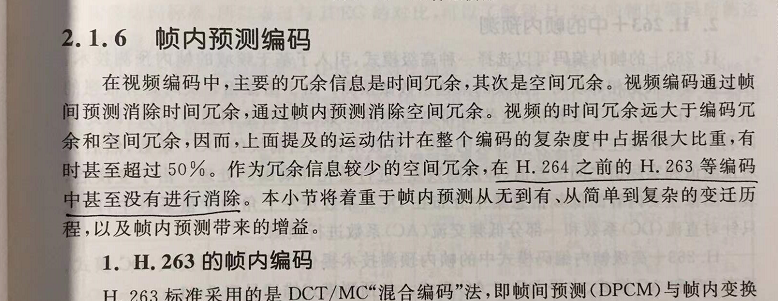 2.1.6 帧内预测编码
在视频编码中,主要的冗余信息是时间冗余,其次是空间冗余。视频编码通过帧
间预测消除时间冗余,通过帧内预测消除空间冗余。视频的时间冗余远大于编码冗
余和空间冗余,因而,上面提及的运动估计在整个编码的复杂度中占据很大比重,有
时甚至超过50%。作为冗余信息较少的空间冗余,在 H.264 之前的 H.263 等编码
中甚至没有进行消除。本小节将着重于帧内预测从无到有、从简单到复杂的变迁历
程,以及帧内预测带来的增益。
1. H.263 的帧内编码
H.263 标准采用的是 DCT/MC“混合编码”法,即帧间预测(DPCM)与帧内变换